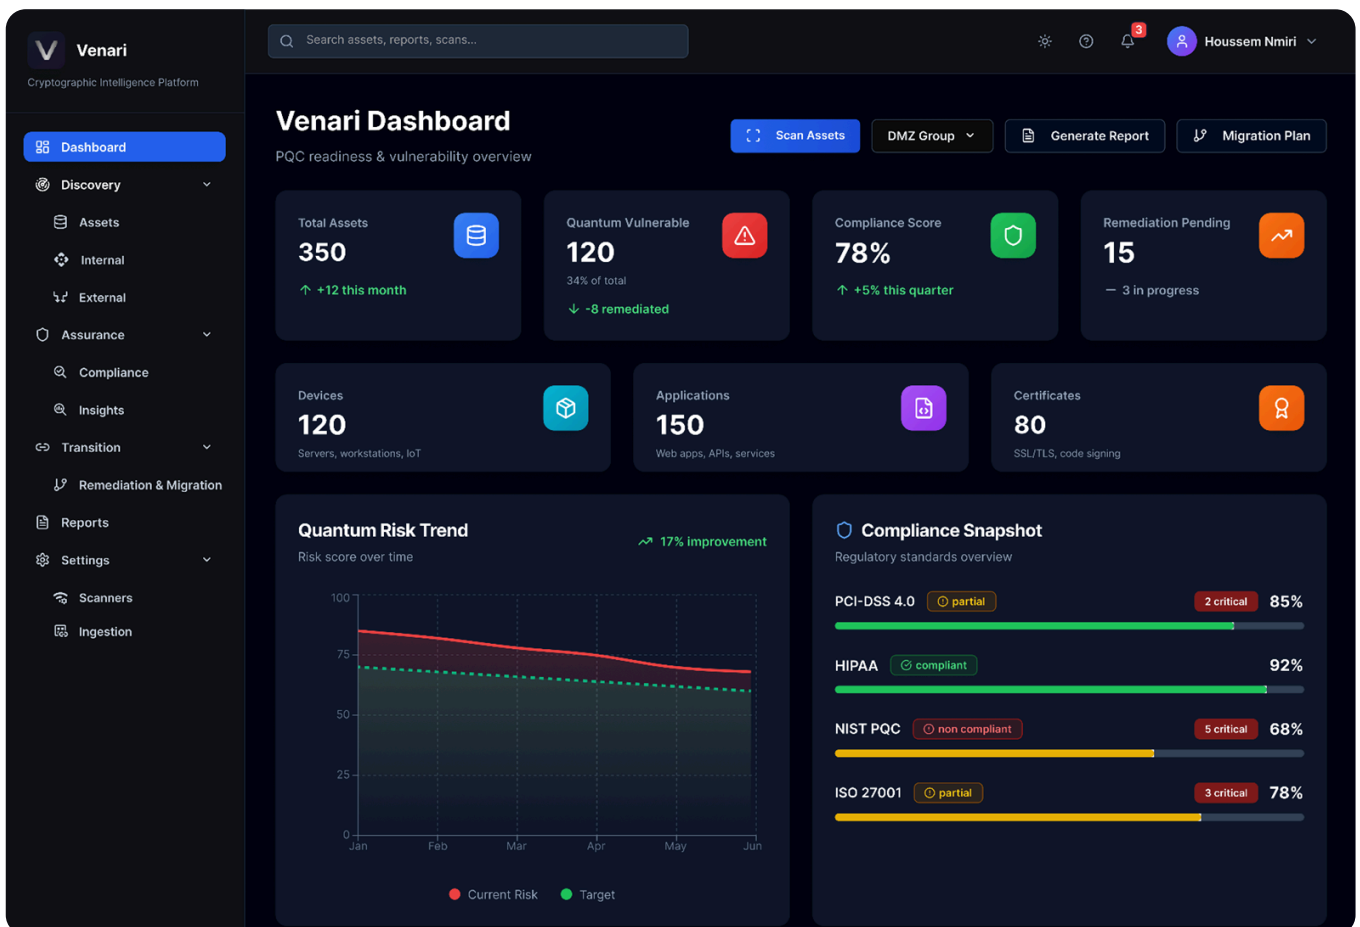 Venari
Cryptographic Intelligence Platform
Search assets, reports, scans...
3
Houssem Nmiri
Dashboard
Discovery
Assets
Internal
External
Assurance
Compliance
Insights
Transition
Remediation & Migration
Reports
Settings
Scanners
Ingestion
Venari Dashboard
PQC readiness & vulnerability overview
Scan Assets
DMZ Group
Generate Report
Migration Plan
Total Assets
350
+12 this month
Quantum Vulnerable
120
34% of total
-8 remediated
Compliance Score
78%
+5% this quarter
Remediation Pending
15
3 in progress
Devices
120
Servers, workstations, IoT
Applications
150
Web apps, APIs, services
Certificates
80
SSL/TLS, code signing
Quantum Risk Trend
Risk score over time
17% improvement
100
75
50
25
0
Jan Feb Mar Apr May Jun
Current Risk Target
Compliance Snapshot
Regulatory standards overview
PCI-DSS 4.0 partial 2 critical 85%
HIPAA compliant 92%
NIST PQC non compliant 5 critical 68%
ISO 27001 partial 3 critical 78%